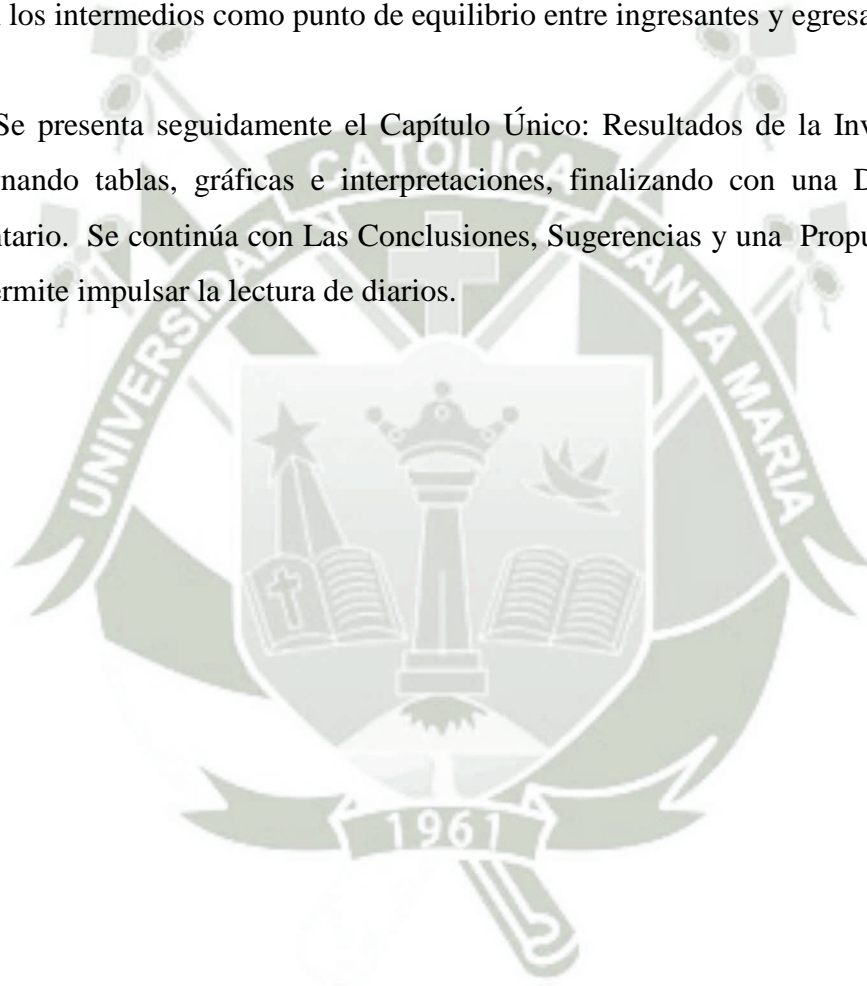 los intermedios como punto de equilibrio entre ingresantes y egresa
Se presenta seguidamente el Capítulo Único: Resultados de la Inv
nando tablas, gráficas e interpretaciones, finalizando con una D
ntario. Se continúa con Las Conclusiones, Sugerencias y una Propu
ermite impulsar la lectura de diarios.
UNIVERSIDAD CATOLICA SANTA MARIA
1961